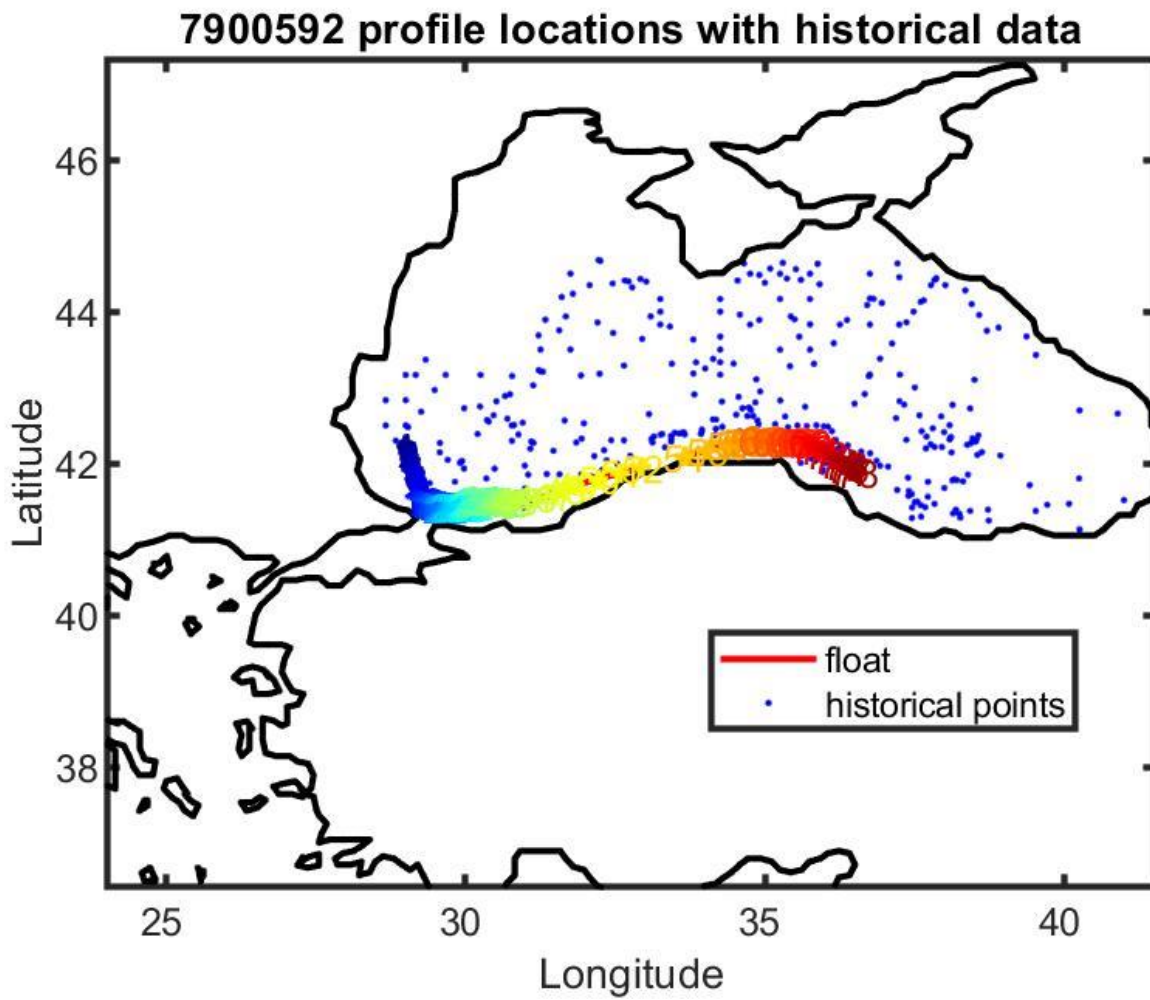 7900592 profile locations with historical data
46
44
42
40
38
Latitude
float
historical points
25
30
35
40
Longitude